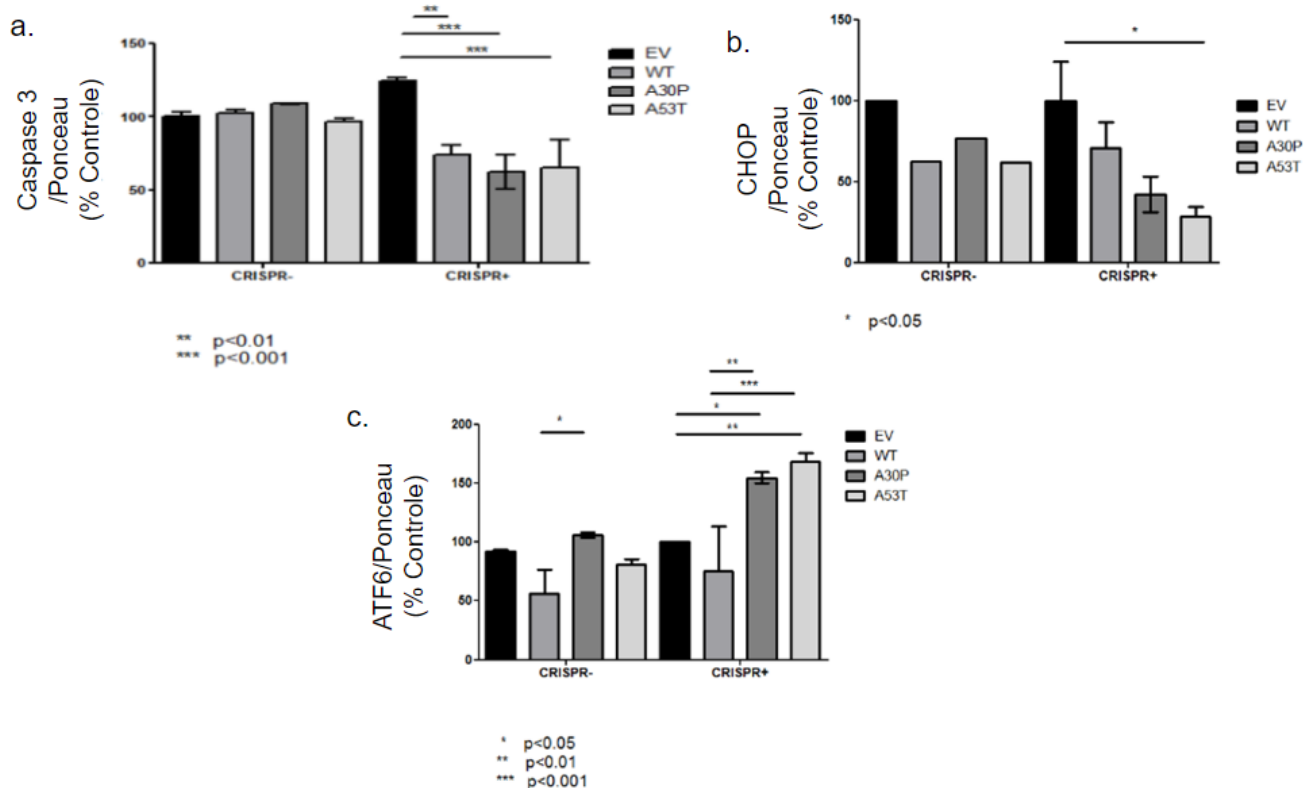 a.
Caspase 3
/Ponceau
(% Controle)
150
100
50
0
**
***
***
CRISPR-
CRISPR+
EV
WT
A30P
A53T
** p<0.01
*** p<0.001
b.
CHOP
/Ponceau
(% Controle)
150
100
50
0
*
CRISPR-
CRISPR+
EV
WT
A30P
A53T
* p<0.05
c.
ATF6/Ponceau
(% Controle)
200
150
100
50
0
*
**
***
*
**
CRISPR-
CRISPR+
EV
WT
A30P
A53T
* p<0.05
** p<0.01
*** p<0.001